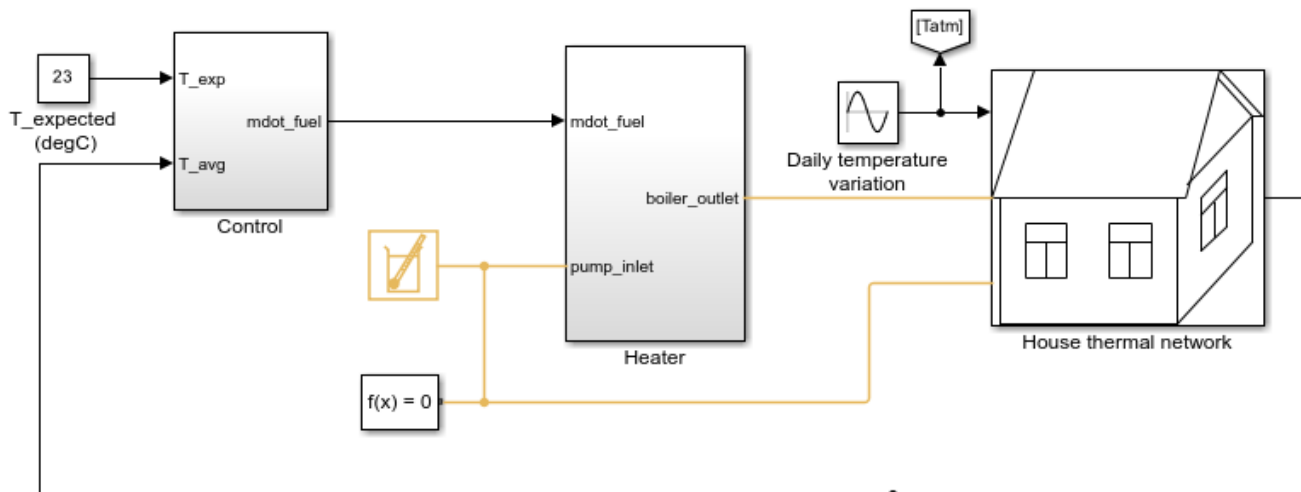 [Tatm]
23
T_expected
(degC)
T_exp
mdot_fuel
T_avg
Control
mdot_fuel
boiler_outlet
pump_inlet
Heater
Daily temperature
variation
House thermal network
f(x) = 0